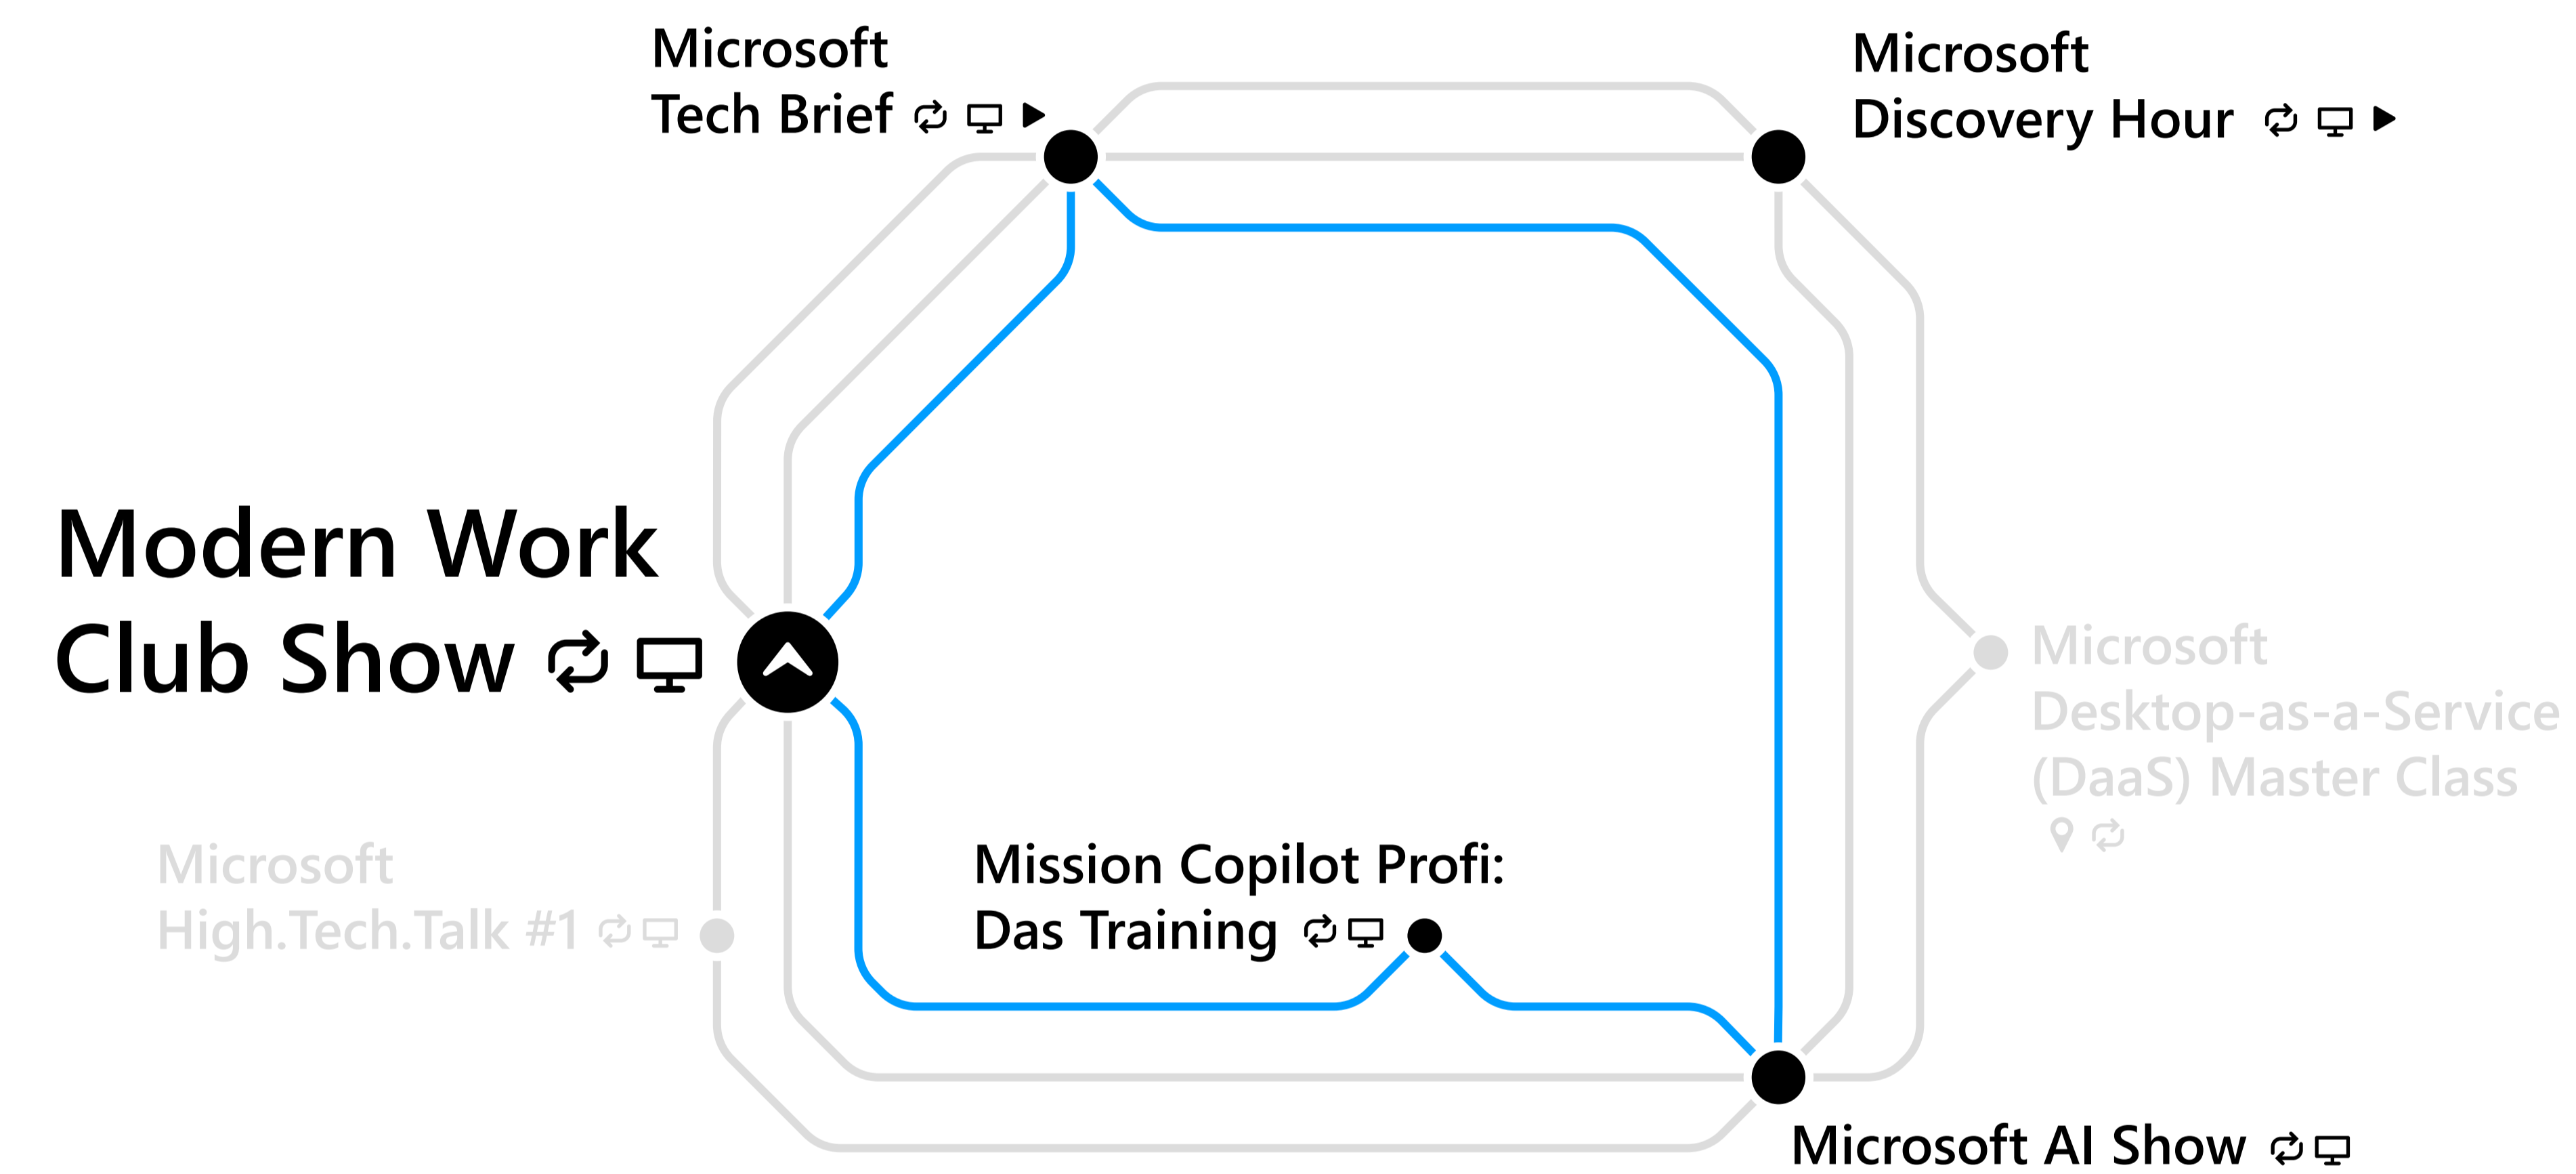 Microsoft
Tech Brief
Microsoft
Discovery Hour
Modern Work
Club Show
Microsoft
Desktop-as-a-Service
(DaaS) Master Class
Microsoft
High.Tech.Talk #1
Mission Copilot Profi:
Das Training
Microsoft AI Show